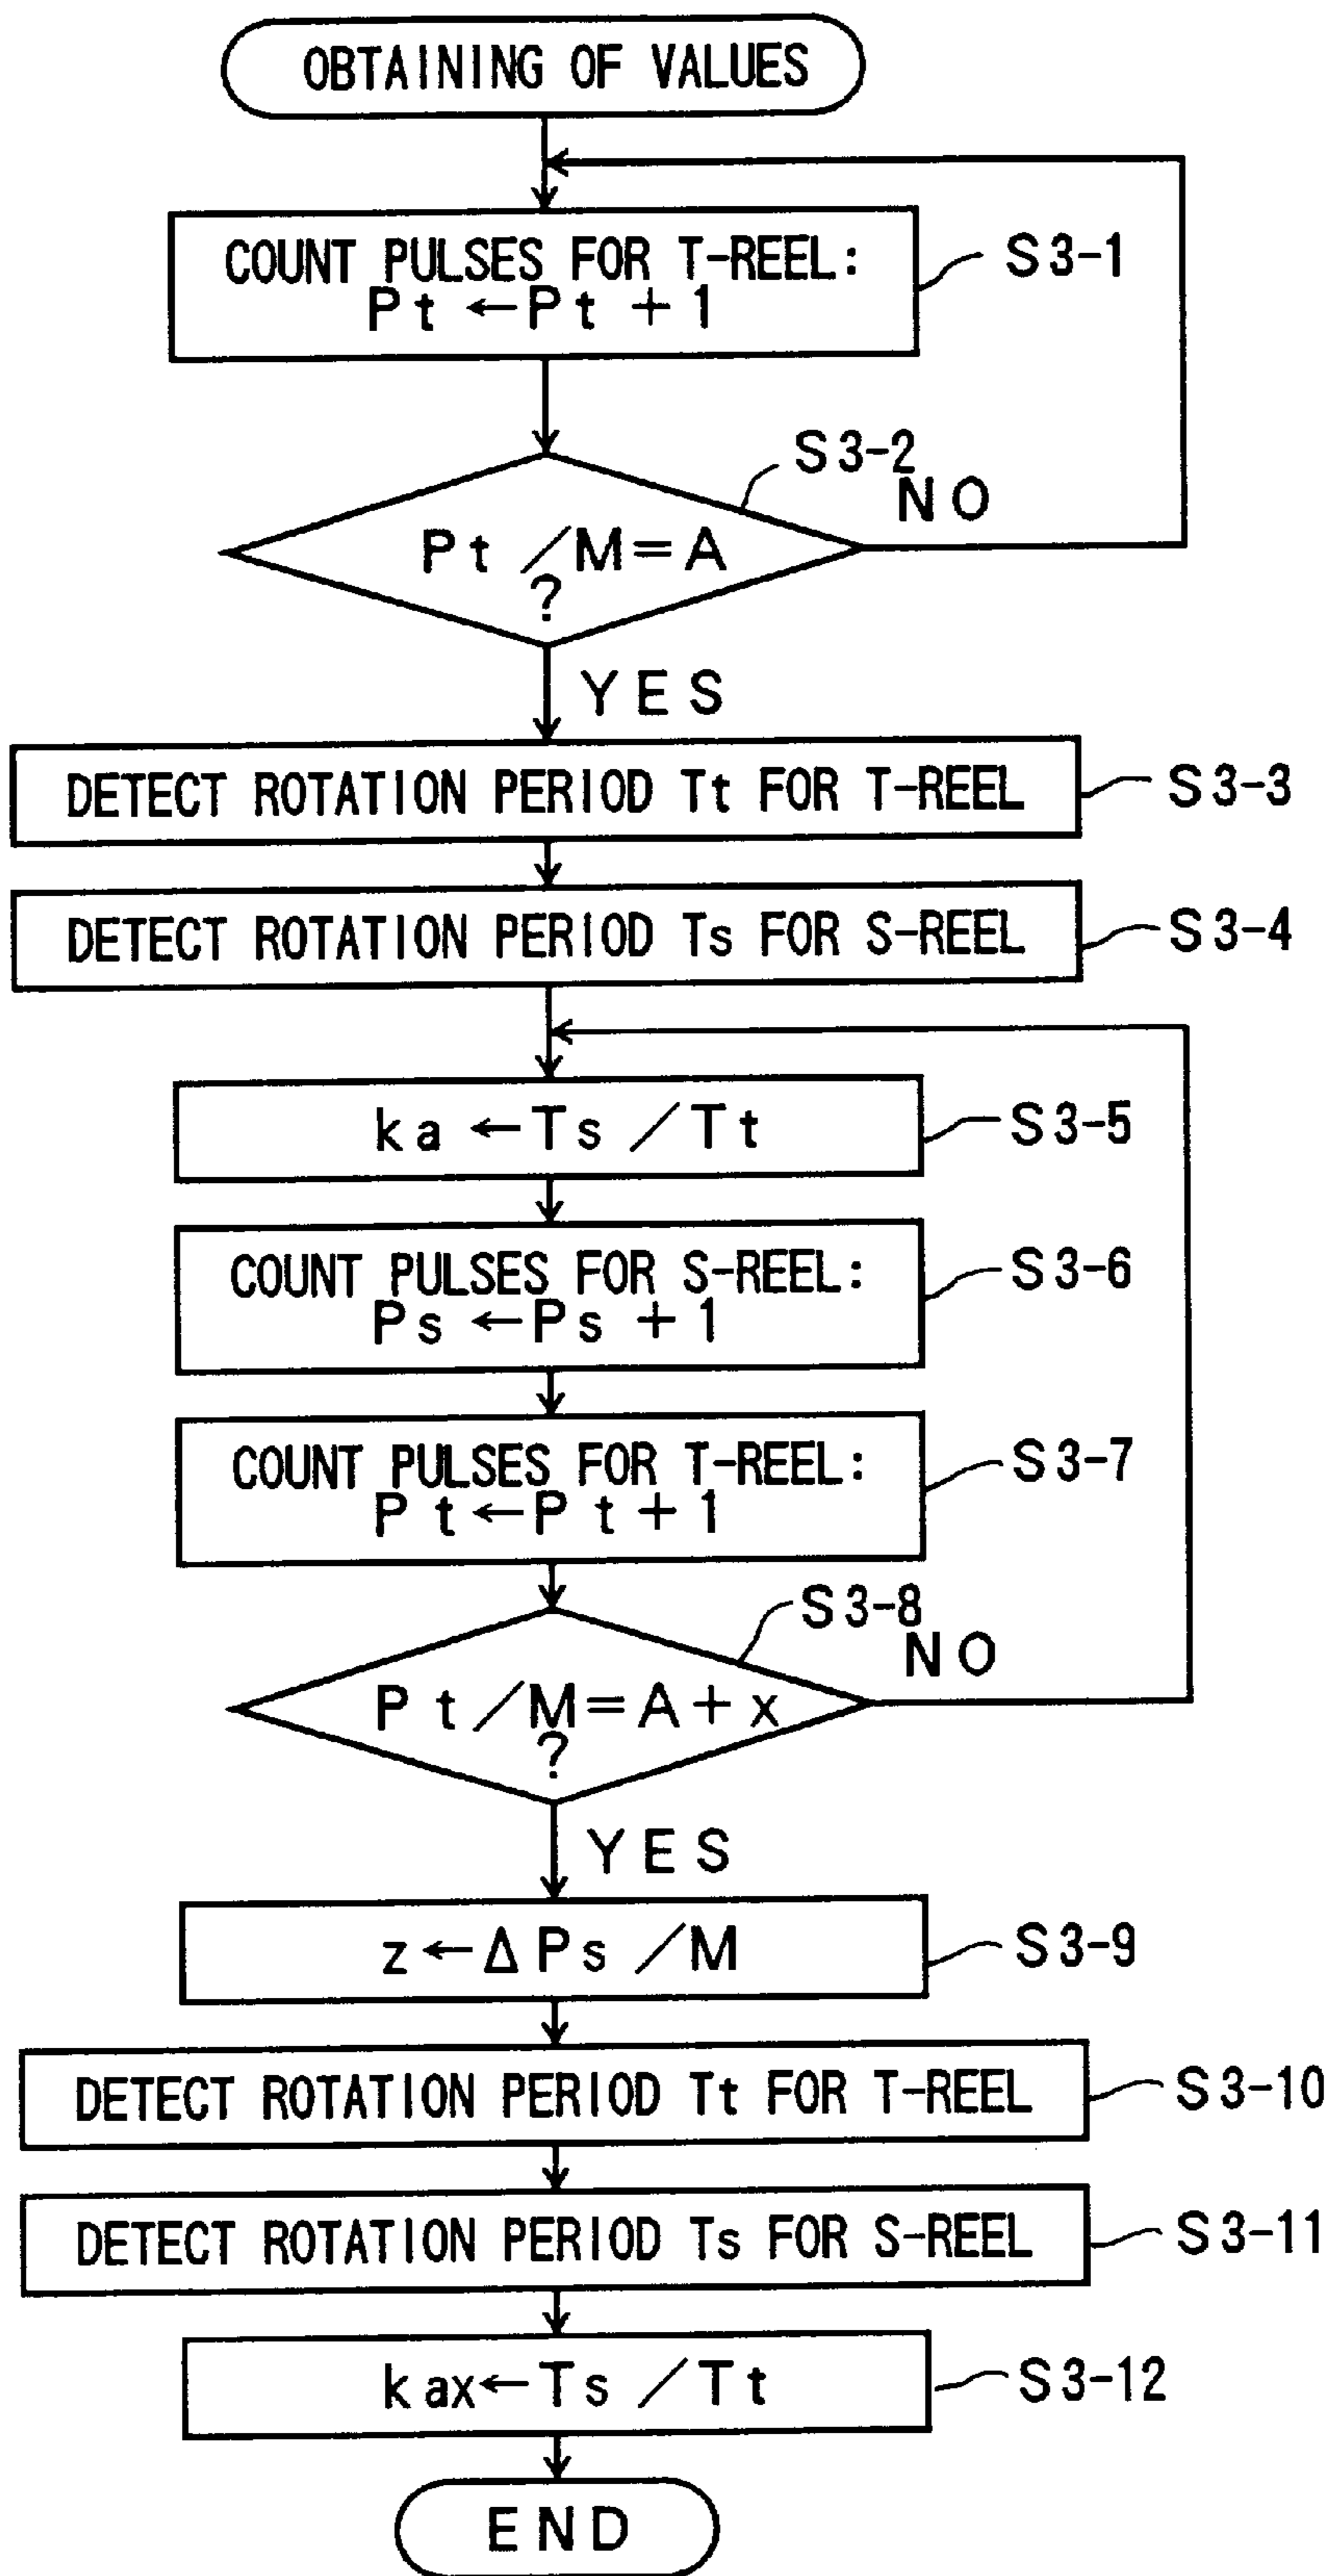 OBTAINING OF VALUES
COUNT PULSES FOR T-REEL:
Pt ← Pt + 1
S3-1
S3-2
NO
Pt / M = A
?
YES
DETECT ROTATION PERIOD Tt FOR T-REEL
S3-3
DETECT ROTATION PERIOD Ts FOR S-REEL
S3-4
ka ← Ts / Tt
S3-5
COUNT PULSES FOR S-REEL:
Ps ← Ps + 1
S3-6
COUNT PULSES FOR T-REEL:
Pt ← Pt + 1
S3-7
S3-8
NO
Pt / M = A + x
?
YES
z ← Δ Ps / M
S3-9
DETECT ROTATION PERIOD Tt FOR T-REEL
S3-10
DETECT ROTATION PERIOD Ts FOR S-REEL
S3-11
kax ← Ts / Tt
S3-12
END